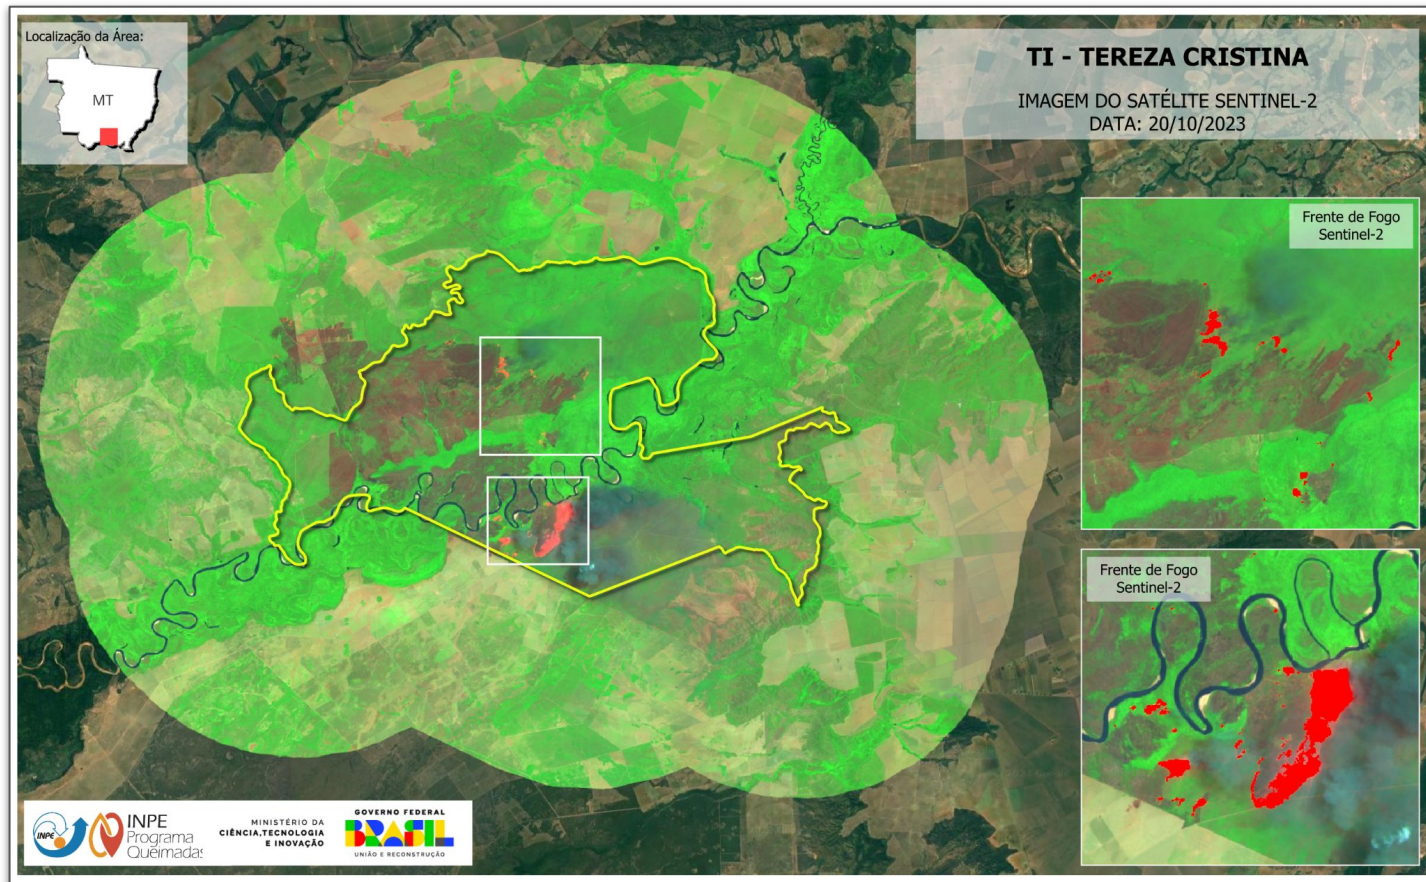 Localização da Área:
MT
TI - TEREZA CRISTINA
IMAGEM DO SATÉLITE SENTINEL-2
DATA: 20/10/2023
Frente de Fogo
Sentinel-2
Frente de Fogo
Sentinel-2
INPE
INPE
Programa
Queimadas
MINISTÉRIO DA
CIÊNCIA, TECNOLOGIA
E INOVAÇÃO
GOVERNO FEDERAL
BRASIL
UNIÃO E RECONSTRUÇÃO